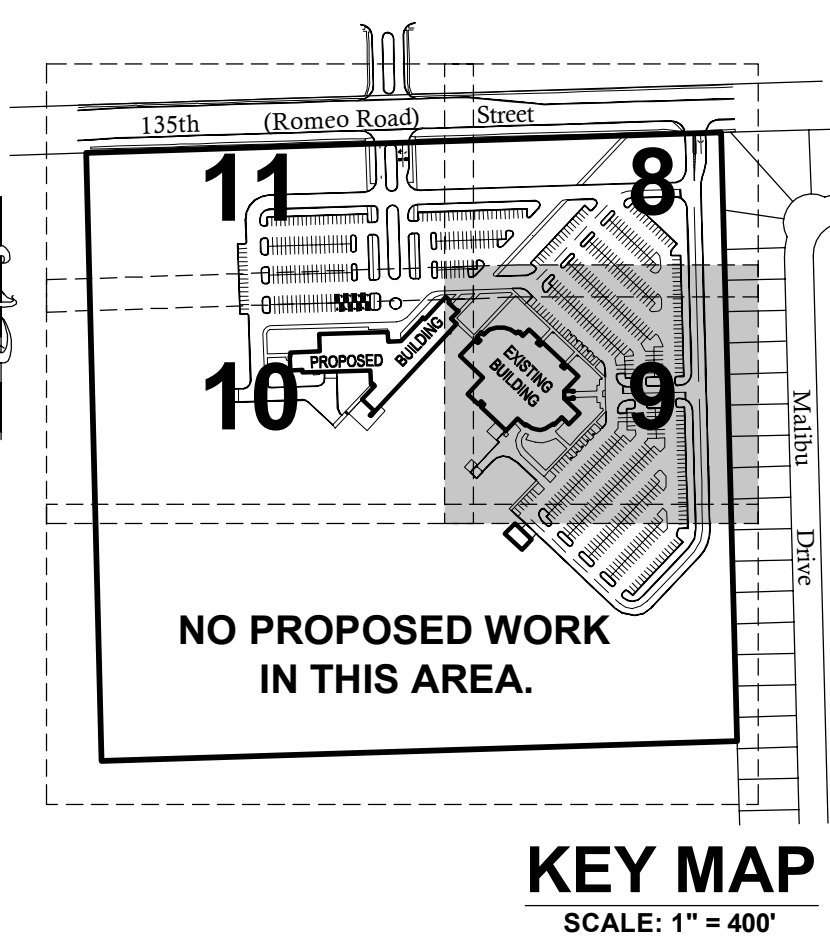 135th (Romeo Road) Street
11
8
PROPOSED BUILDING
EXISTING
BUILDING
10
9
Malibu Drive
NO PROPOSED WORK
IN THIS AREA.
KEY MAP
SCALE: 1" = 400'